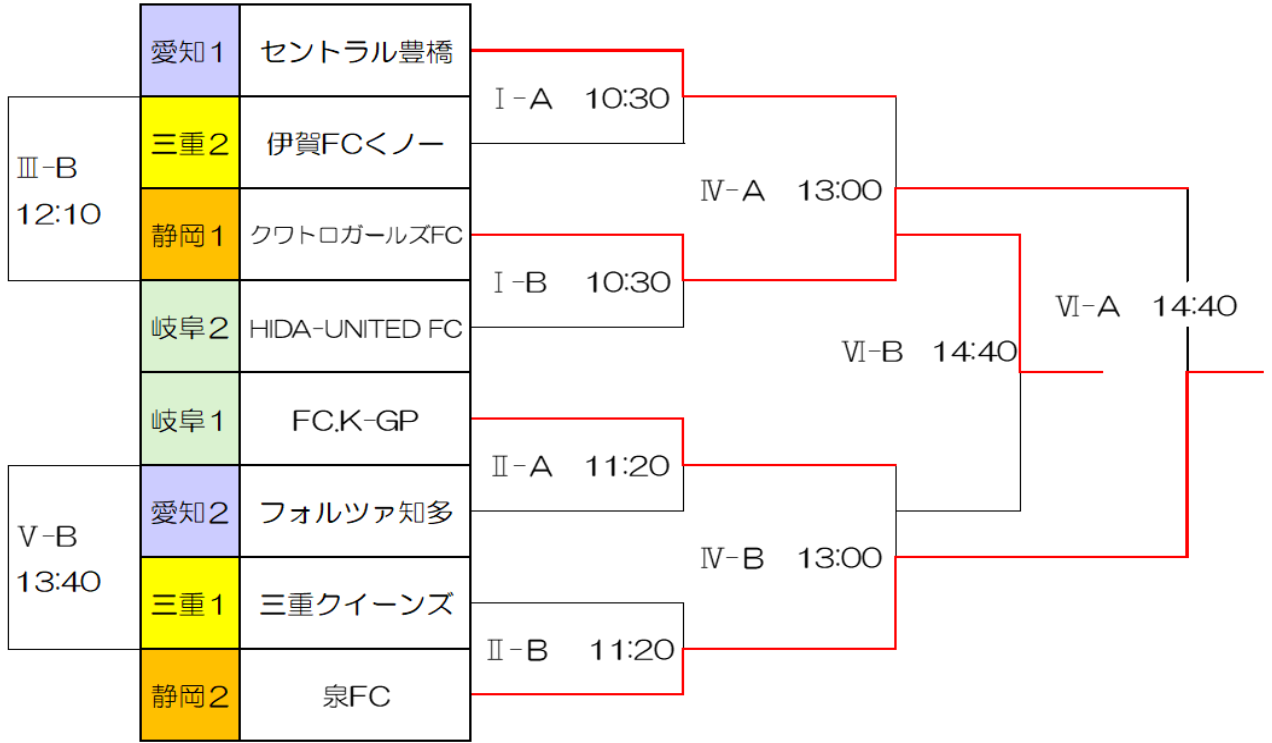 愛知1 セントラル豊橋
Ⅰ-A 10:30
三重2 伊賀FCくノ一
Ⅲ-B
12:10
Ⅳ-A 13:00
静岡1 クワトロガールズFC
Ⅰ-B 10:30
岐阜2 HIDA-UNITED FC
Ⅵ-A 14:40
Ⅵ-B 14:40
岐阜1 FC.K-GP
Ⅱ-A 11:20
愛知2 フォルツァ知多
Ⅴ-B
13:40
Ⅳ-B 13:00
三重1 三重クイーンズ
Ⅱ-B 11:20
静岡2 泉FC